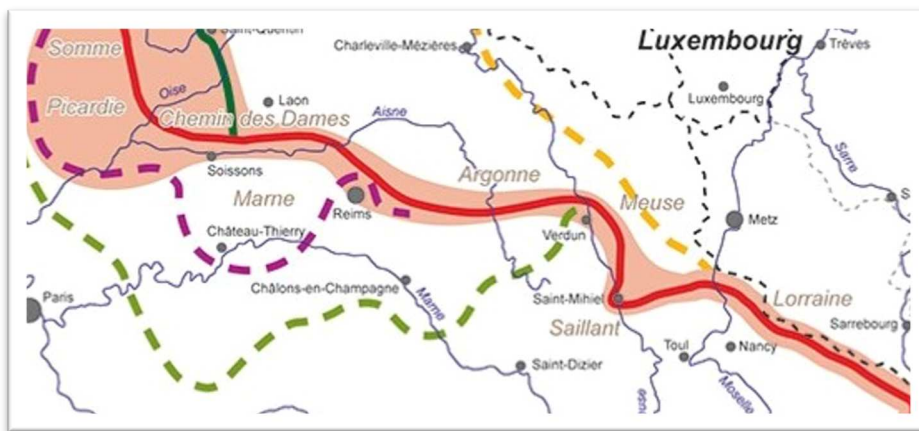 Somme
Saint-Quentin
Charleville-Mézières
Luxembourg
Trèves
Picardie
Oise
Laon
Luxembourg
Chemin des Dames
Aisne
Soissons
Sarre
Argonne
S
Marne
Reims
Meuse
Metz
Château-Thierry
Verdun
Châlons-en-Champagne
Marne
Paris
Saint-Mihiel
Lorraine
Saillant
Sarrebourg
Toul
Nancy
Saint-Dizier
Moselle